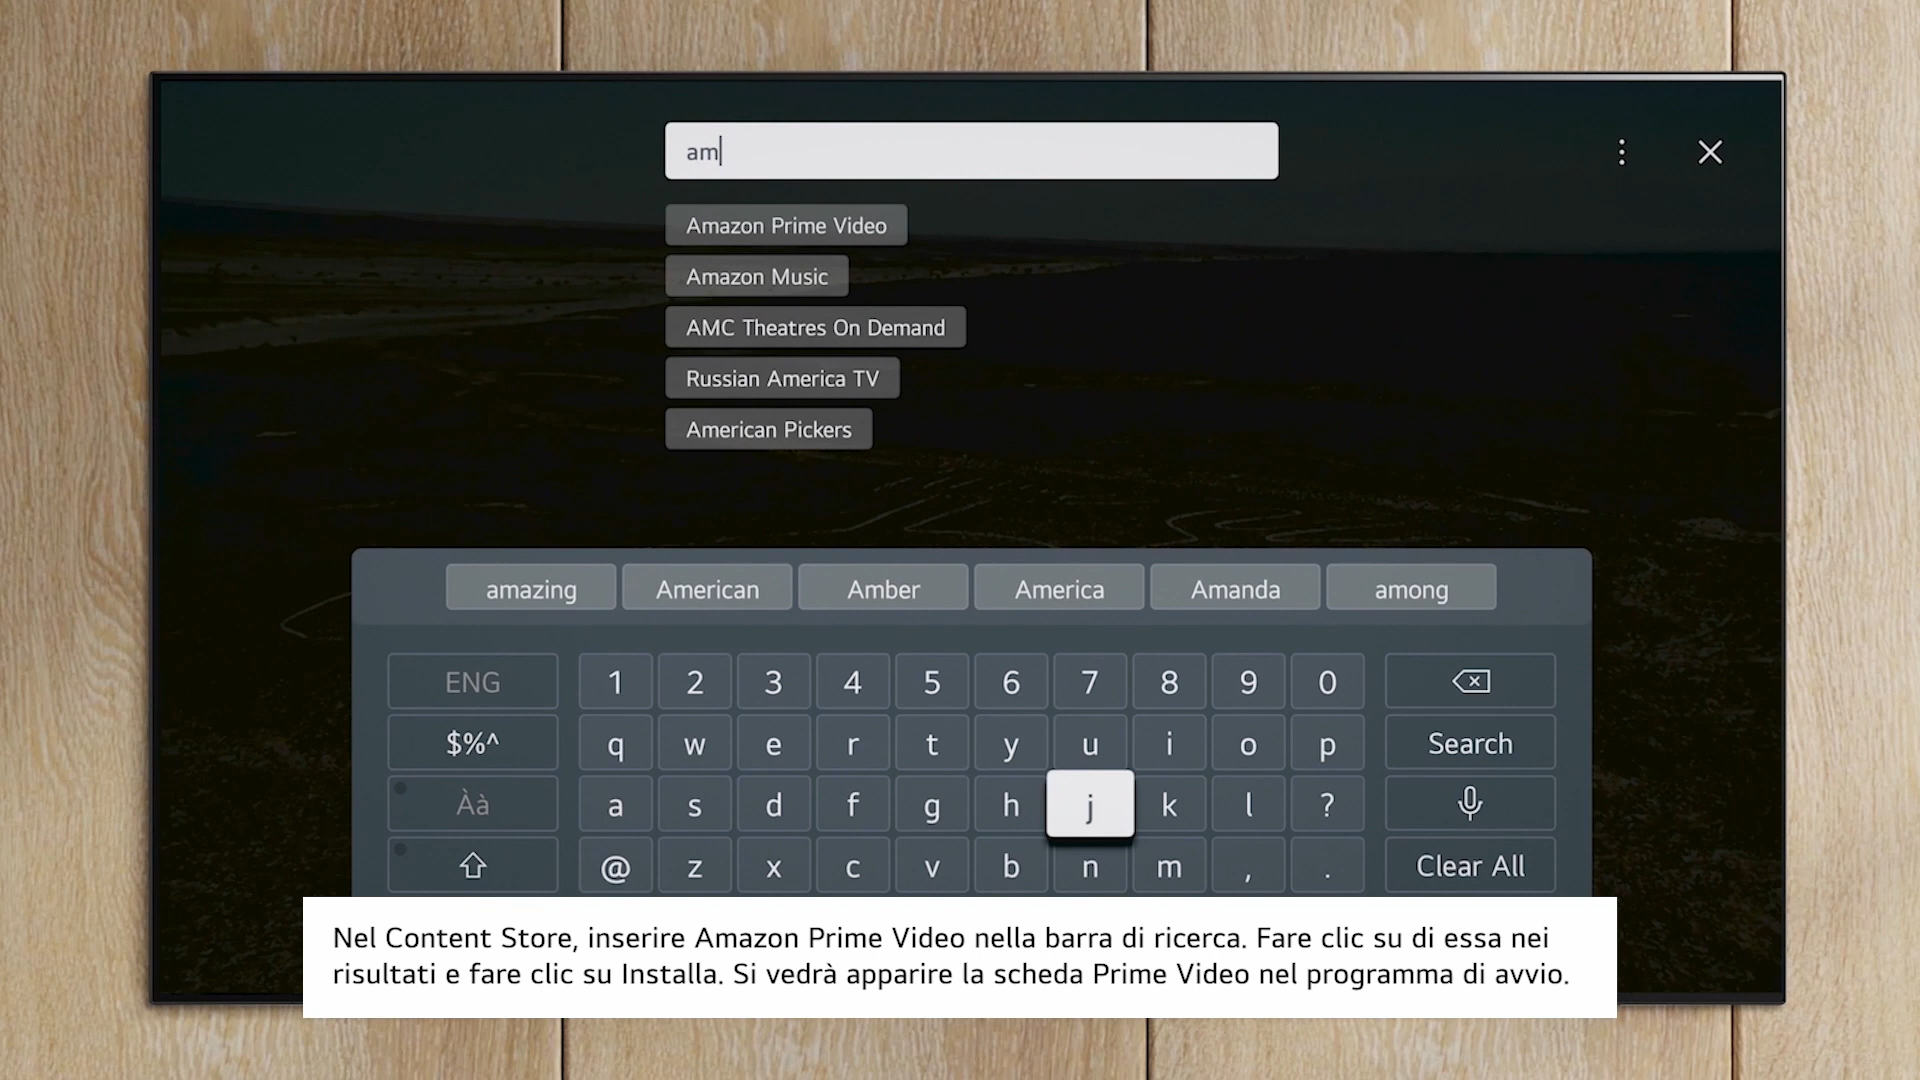 am
Amazon Prime Video
Amazon Music
AMC Theatres On Demand
Russian America TV
American Pickers
amazing American Amber America Amanda among
ENG 1 2 3 4 5 6 7 8 9 0
$%^ q w e r t y u i o p Search
Àà a s d f g h j k l ?
@ z x c v b n m , . Clear All
Nel Content Store, inserire Amazon Prime Video nella barra di ricerca. Fare clic su di essa nei
risultati e fare clic su Installa. Si vedrà apparire la scheda Prime Video nel programma di avvio.